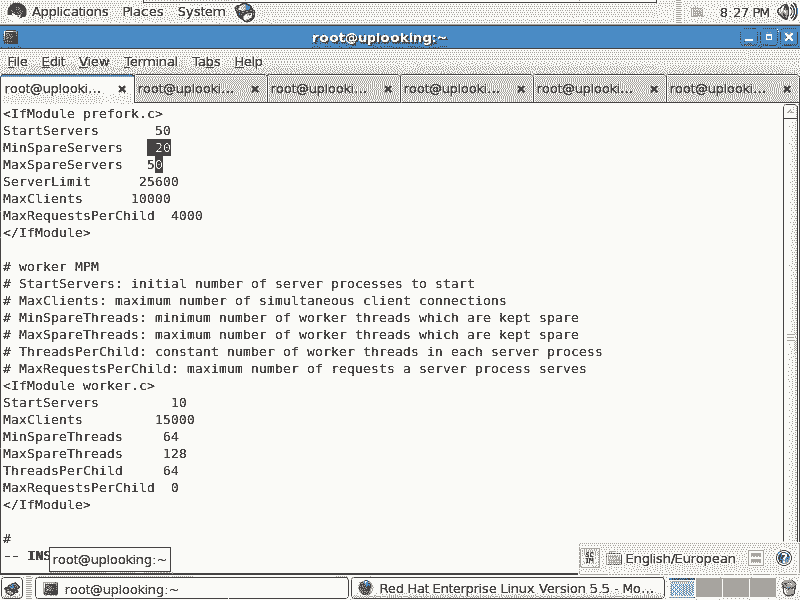 Applications Places System 8:27 PM
root@uplooking:~
File Edit View Terminal Tabs Help
root@uplooki... root@uplooki... root@uplooki... root@uplooki... root@uplooki... root@uplooki...
<IfModule prefork.c>
StartServers 50
MinSpareServers 20
MaxSpareServers 50
ServerLimit 25600
MaxClients 10000
MaxRequestsPerChild 4000
</IfModule>
# worker MPM
# StartServers: initial number of server processes to start
# MaxClients: maximum number of simultaneous client connections
# MinSpareThreads: minimum number of worker threads which are kept spare
# MaxSpareThreads: maximum number of worker threads which are kept spare
# ThreadsPerChild: constant number of worker threads in each server process
# MaxRequestsPerChild: maximum number of requests a server process serves
<IfModule worker.c>
StartServers 10
MaxClients 15000
MinSpareThreads 64
MaxSpareThreads 128
ThreadsPerChild 64
MaxRequestsPerChild 0
</IfModule>
#
-- INS
root@uplooking:~
English/European
root@uplooking:~ Red Hat Enterprise Linux Version 5.5 - Mo...